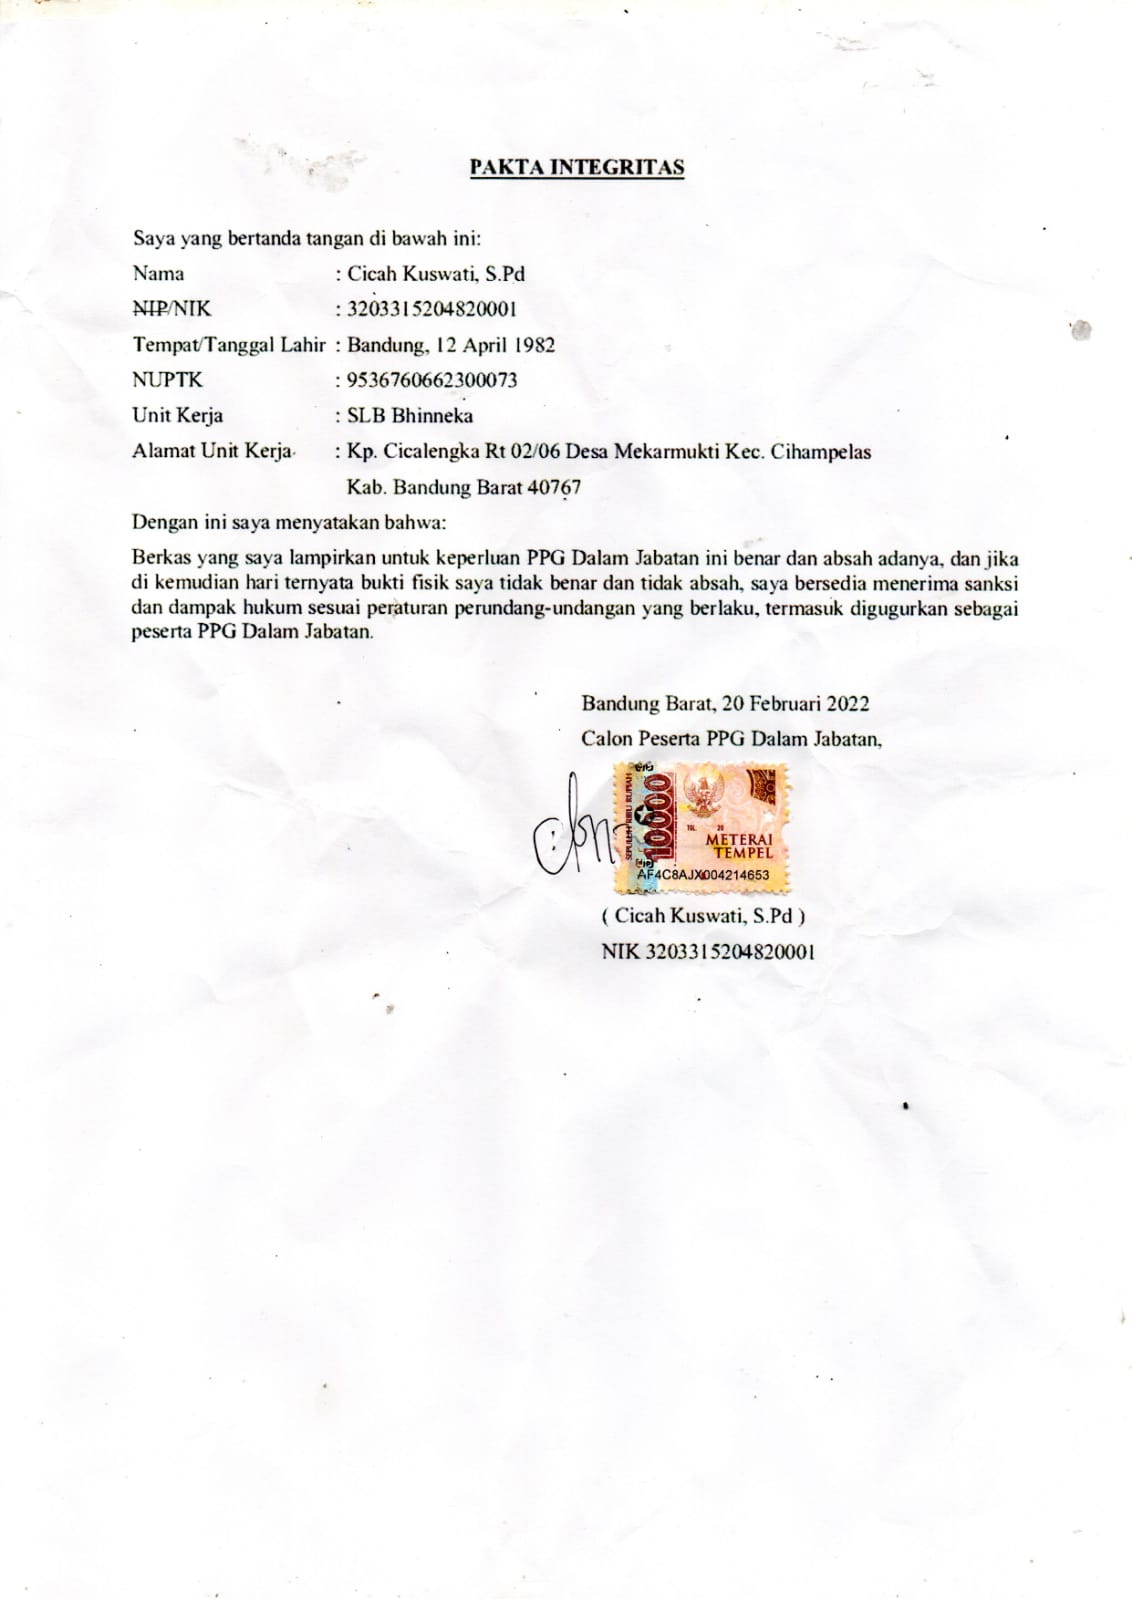 PAKTA INTEGRITAS
Saya yang bertanda tangan di bawah ini:
Nama : Cicah Kuswati, S.Pd
NIP/NIK : 3203315204820001
Tempat/Tanggal Lahir : Bandung, 12 April 1982
NUPTK : 9536760662300073
Unit Kerja : SLB Bhinneka
Alamat Unit Kerja : Kp. Cicalengka Rt 02/06 Desa Mekarmukti Kec. Cihampelas
Kab. Bandung Barat 40767
Dengan ini saya menyatakan bahwa:
Berkas yang saya lampirkan untuk keperluan PPG Dalam Jabatan ini benar dan absah adanya, dan jika
di kemudian hari ternyata bukti fisik saya tidak benar dan tidak absah, saya bersedia menerima sanksi
dan dampak hukum sesuai peraturan perundang-undangan yang berlaku, termasuk digugurkan sebagai
peserta PPG Dalam Jabatan.
Bandung Barat, 20 Februari 2022
Calon Peserta PPG Dalam Jabatan,
SEPULUH RIBU RUPIAH
10000
TGL. 20
METERAI
TEMPEL
AF4C8AJX004214653
( Cicah Kuswati, S.Pd )
NIK 3203315204820001